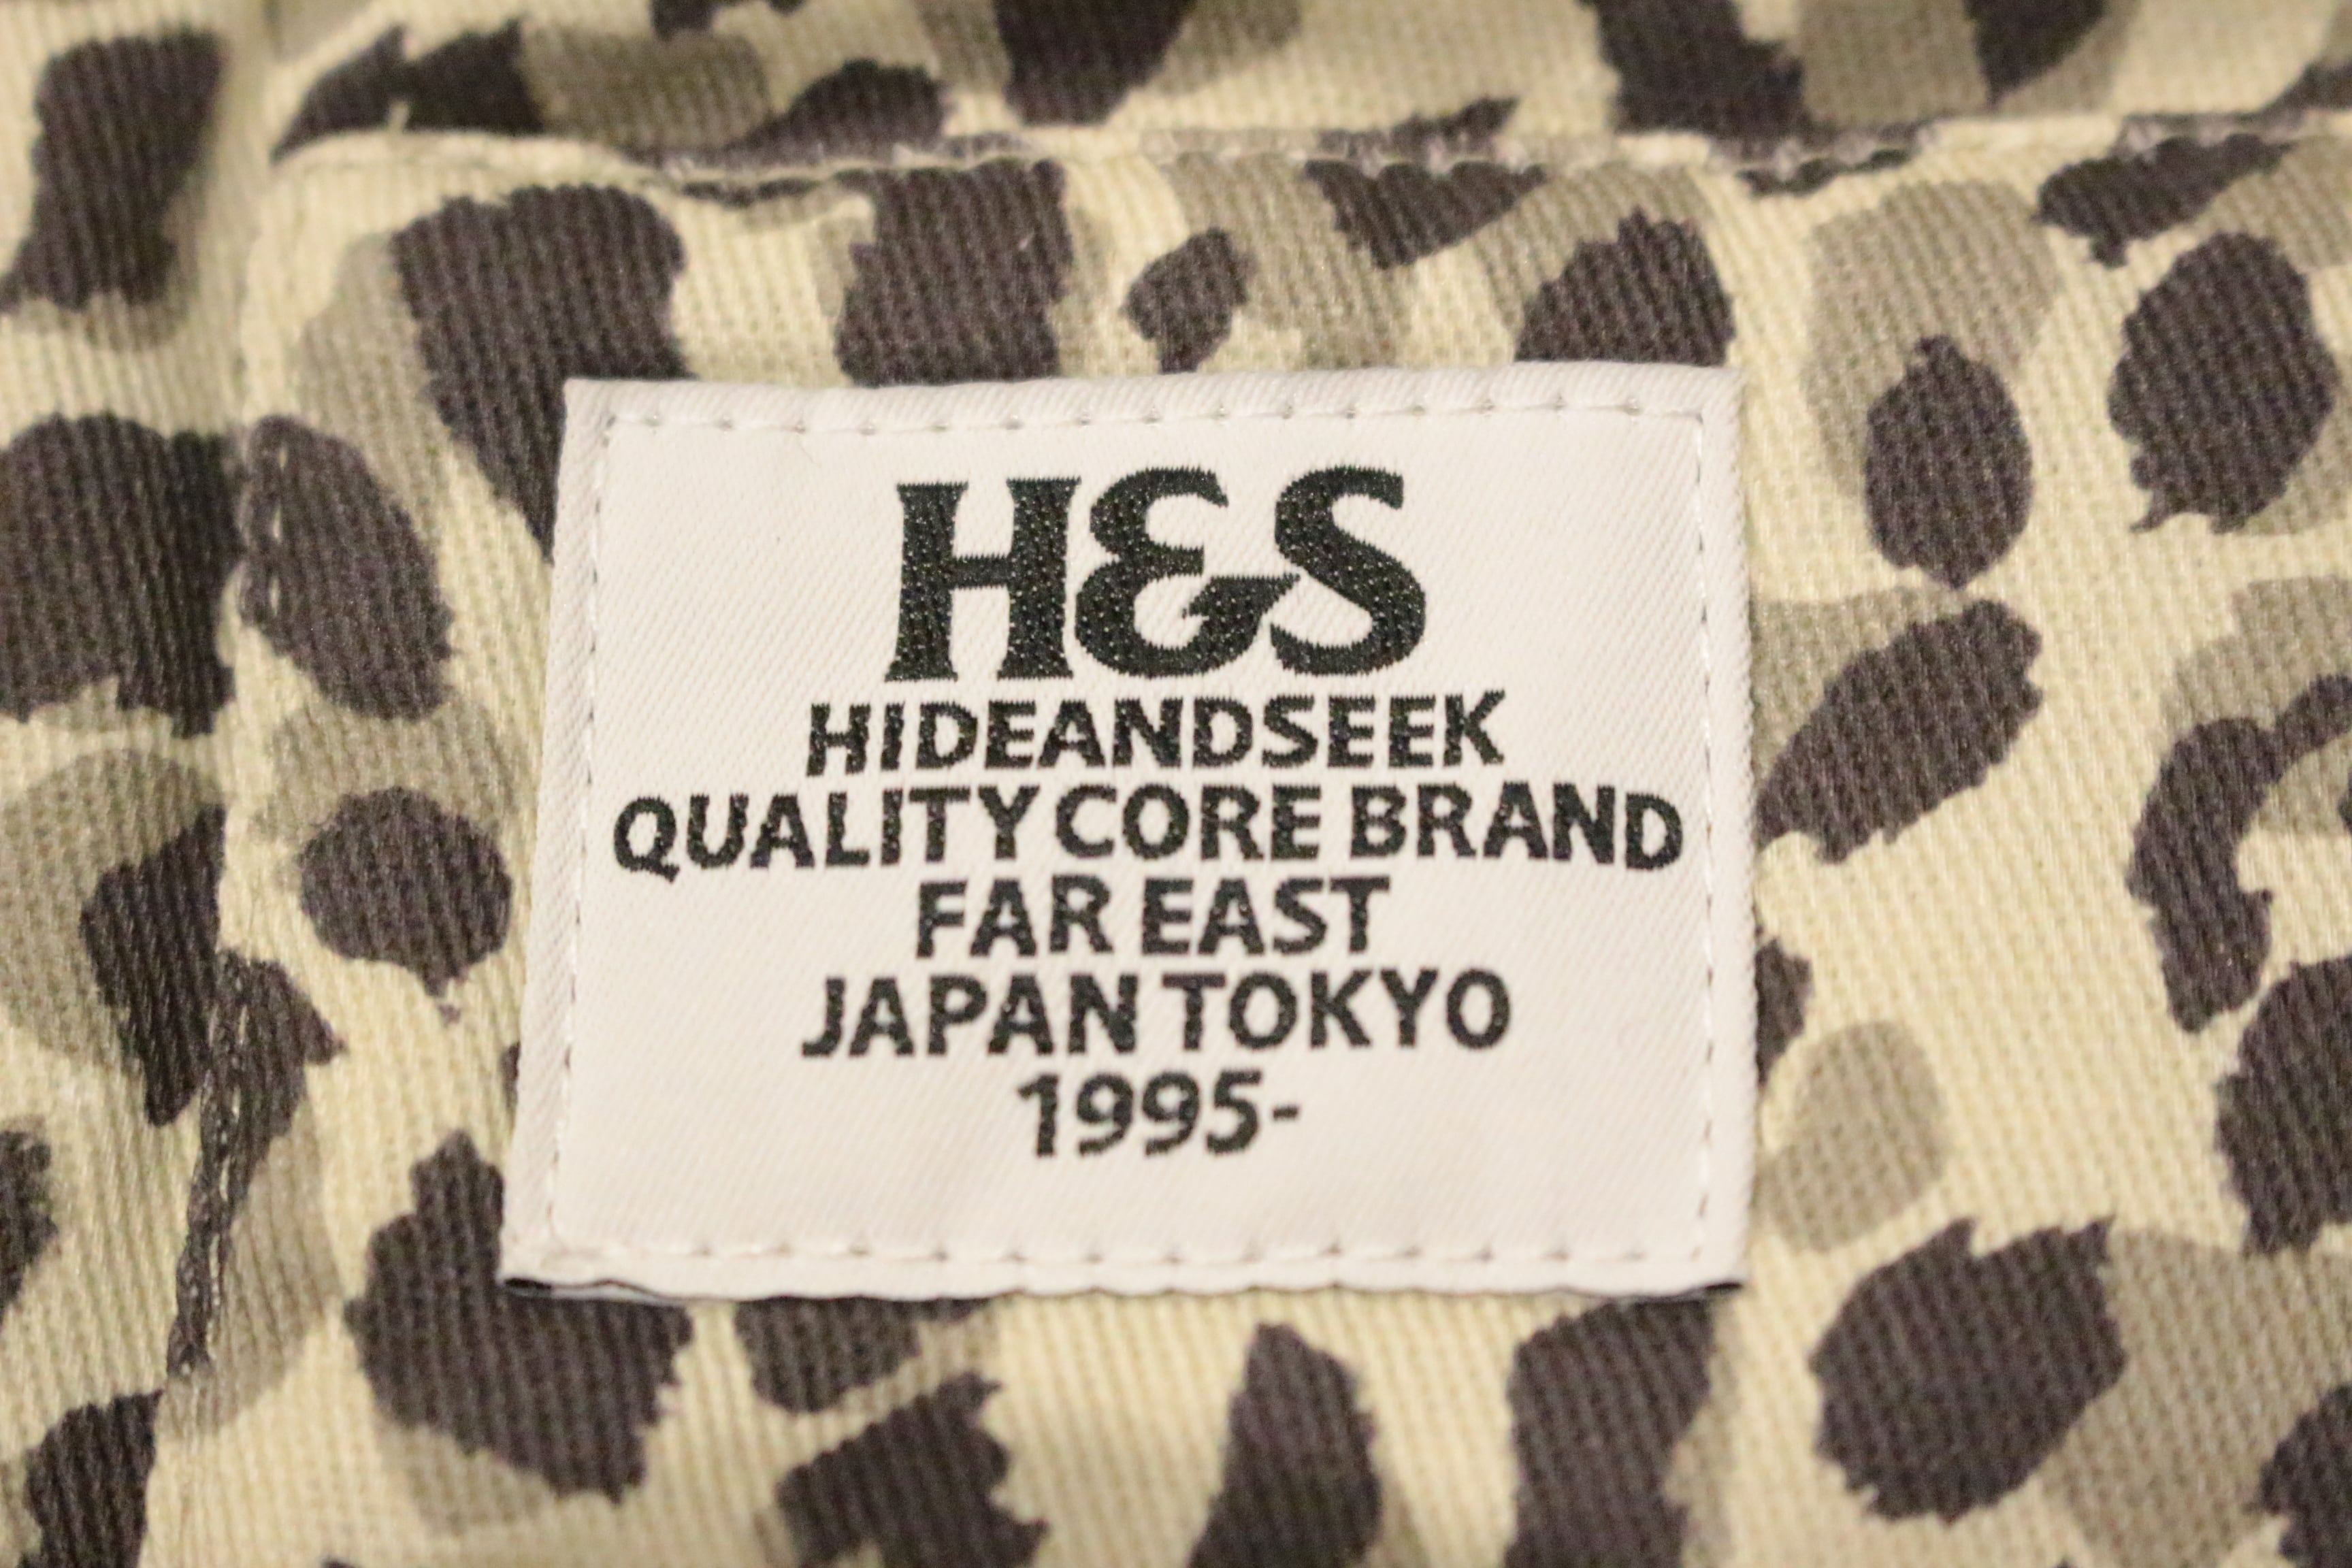 H&S
HIDEANDSEEK
QUALITY CORE BRAND
FAR EAST
JAPAN TOKYO
1995-